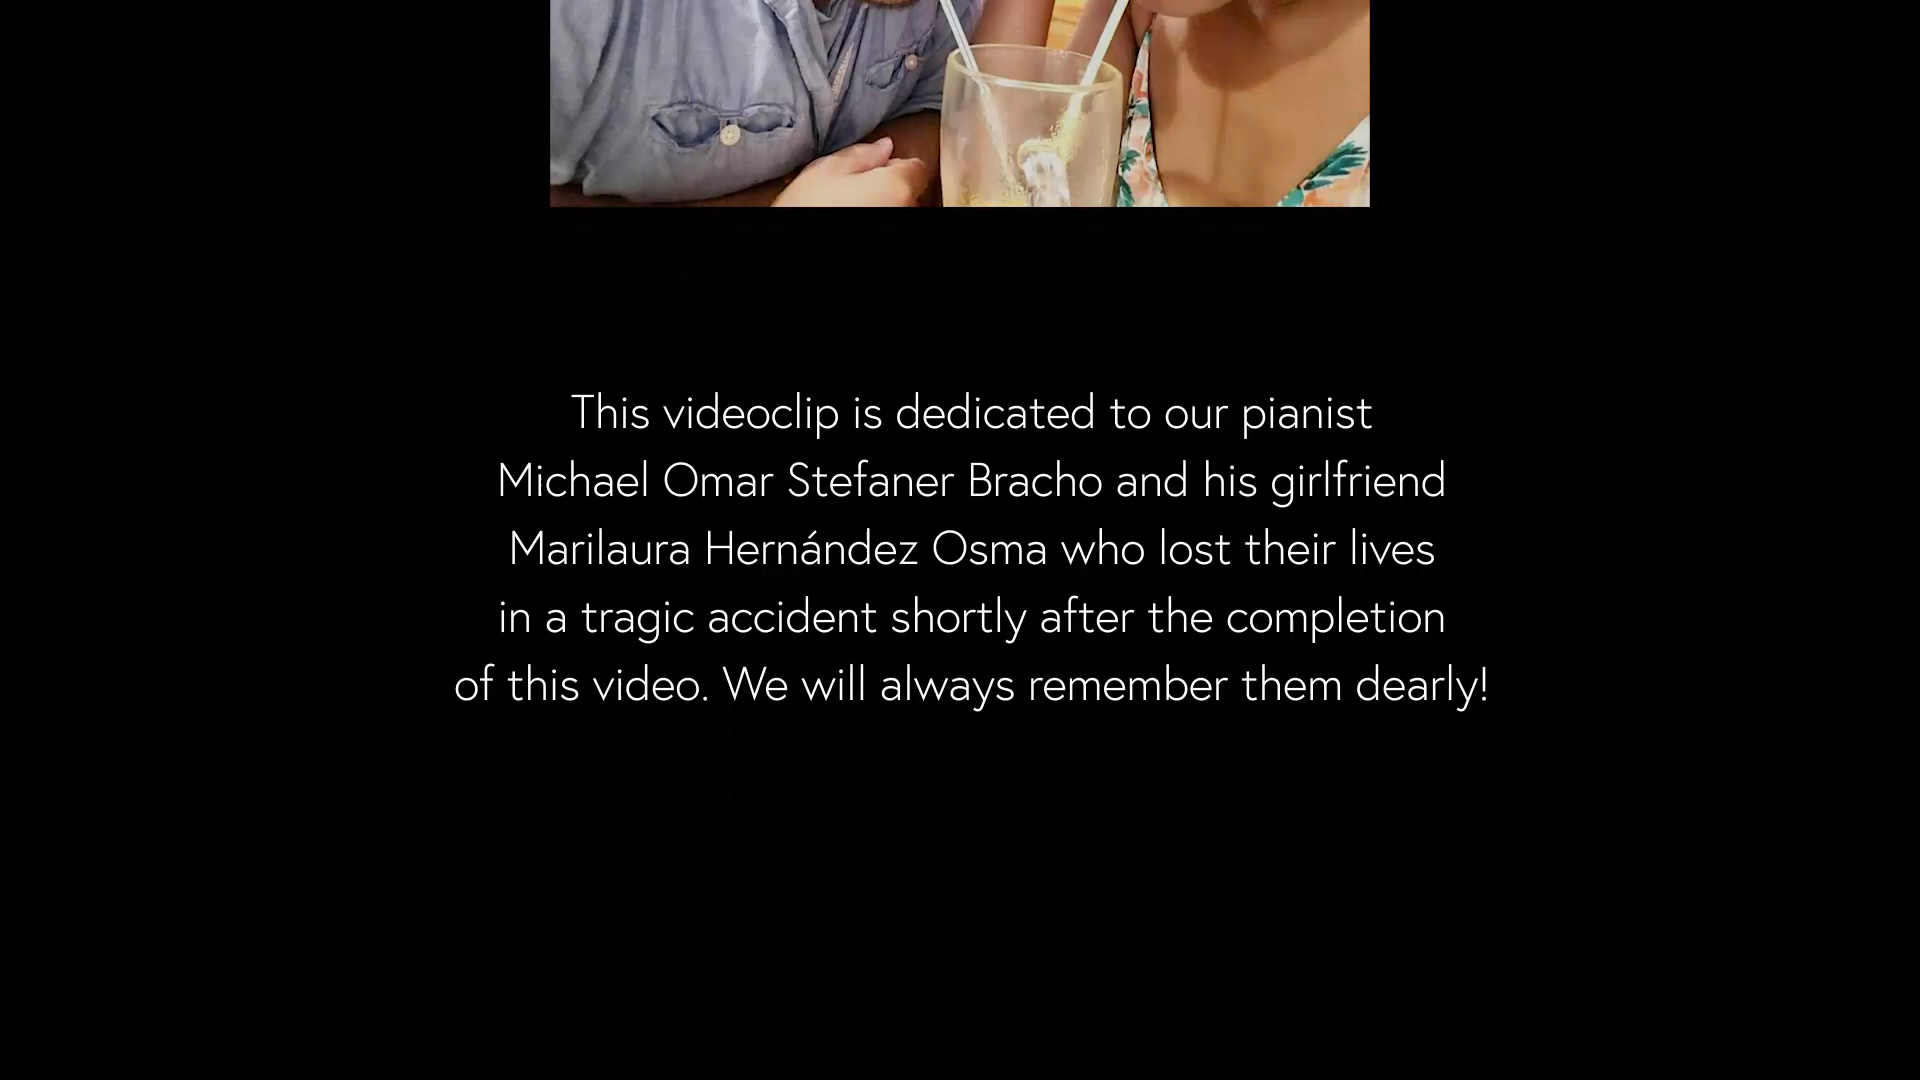 This videoclip is dedicated to our pianist
Michael Omar Stefaner Bracho and his girlfriend
Marilaura Hernández Osma who lost their lives
in a tragic accident shortly after the completion
of this video. We will always remember them dearly!